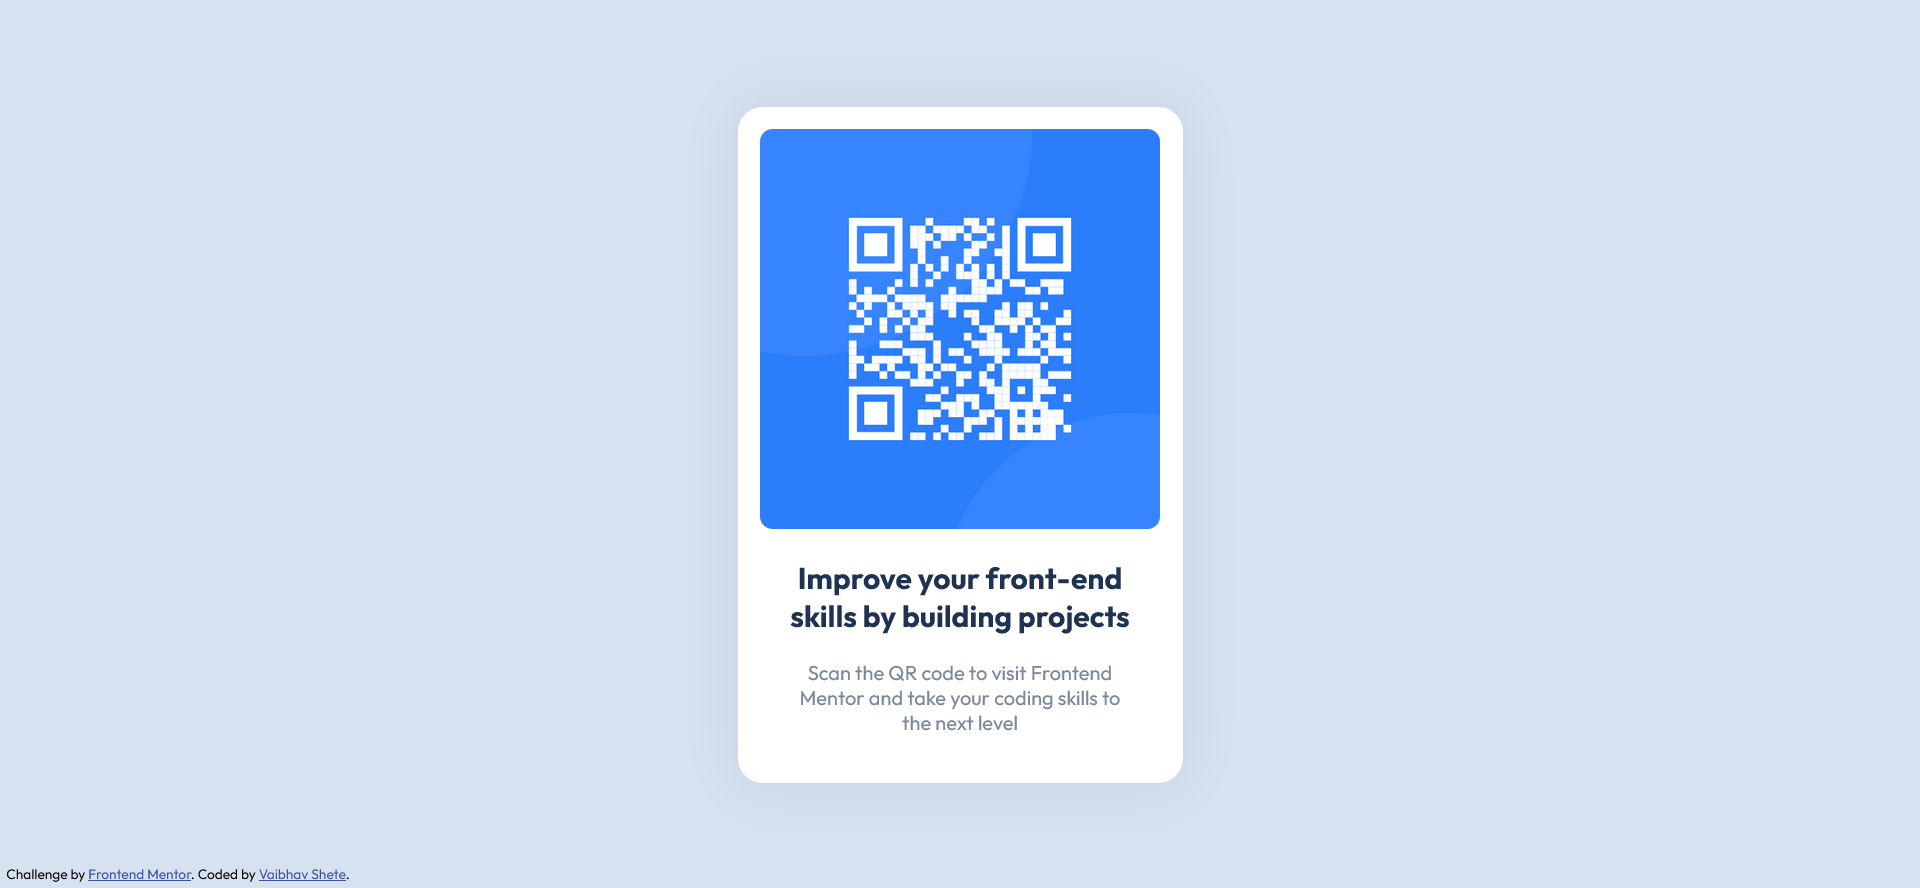 Improve your front-end
skills by building projects
Scan the QR code to visit Frontend
Mentor and take your coding skills to
the next level
Challenge by Frontend Mentor. Coded by Vaibhav Shete.